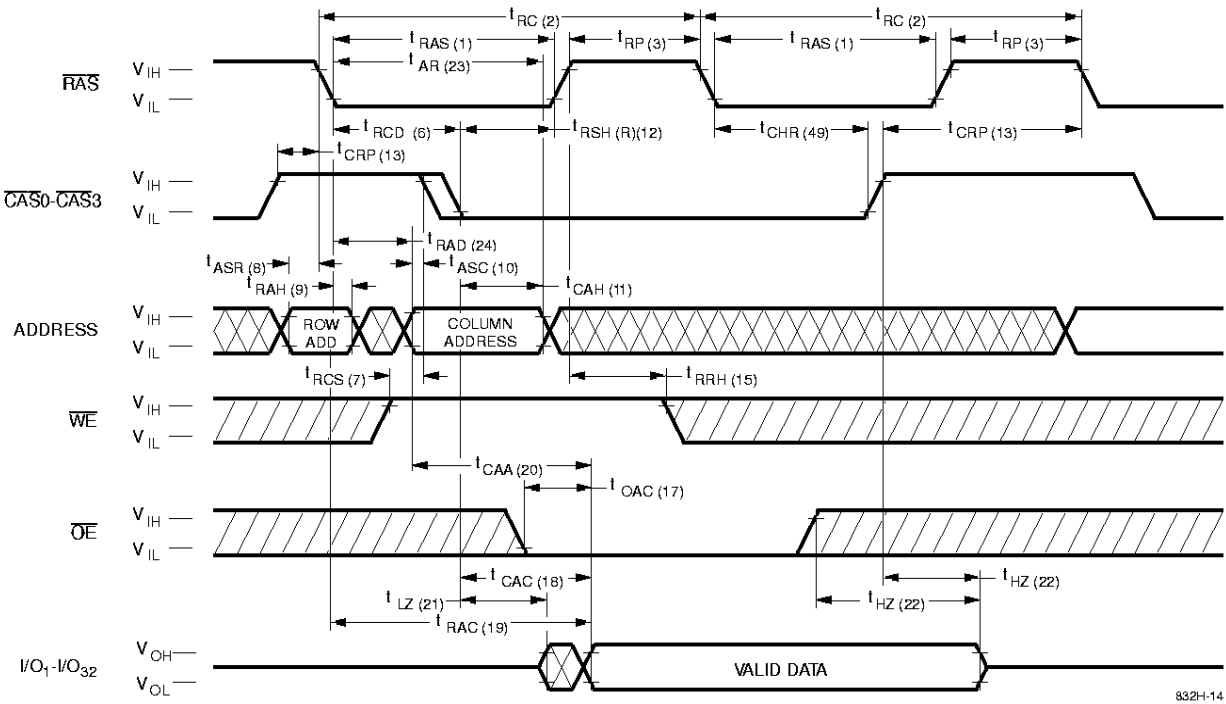 t RC (2) t RC (2)
t RAS (1) t RP (3) t RAS (1) t RP (3)
t AR (23)
RAS V IH
V IL
t RCD (6) t RSH (R)(12) t CHR (49) t CRP (13)
t CRP (13)
CAS0-CAS3 V IH
V IL
t RAD (24)
t ASR (8) t ASC (10)
t RAH (9) t CAH (11)
ADDRESS V IH
V IL
ROW ADD
COLUMN ADDRESS
t RCS (7) t RRH (15)
WE V IH
V IL
t CAA (20)
t OAC (17)
OE V IH
V IL
t CAC (18) t HZ (22)
t LZ (21) t HZ (22)
t RAC (19)
I/O1-I/O32 V OH
V OL
VALID DATA
832H-14